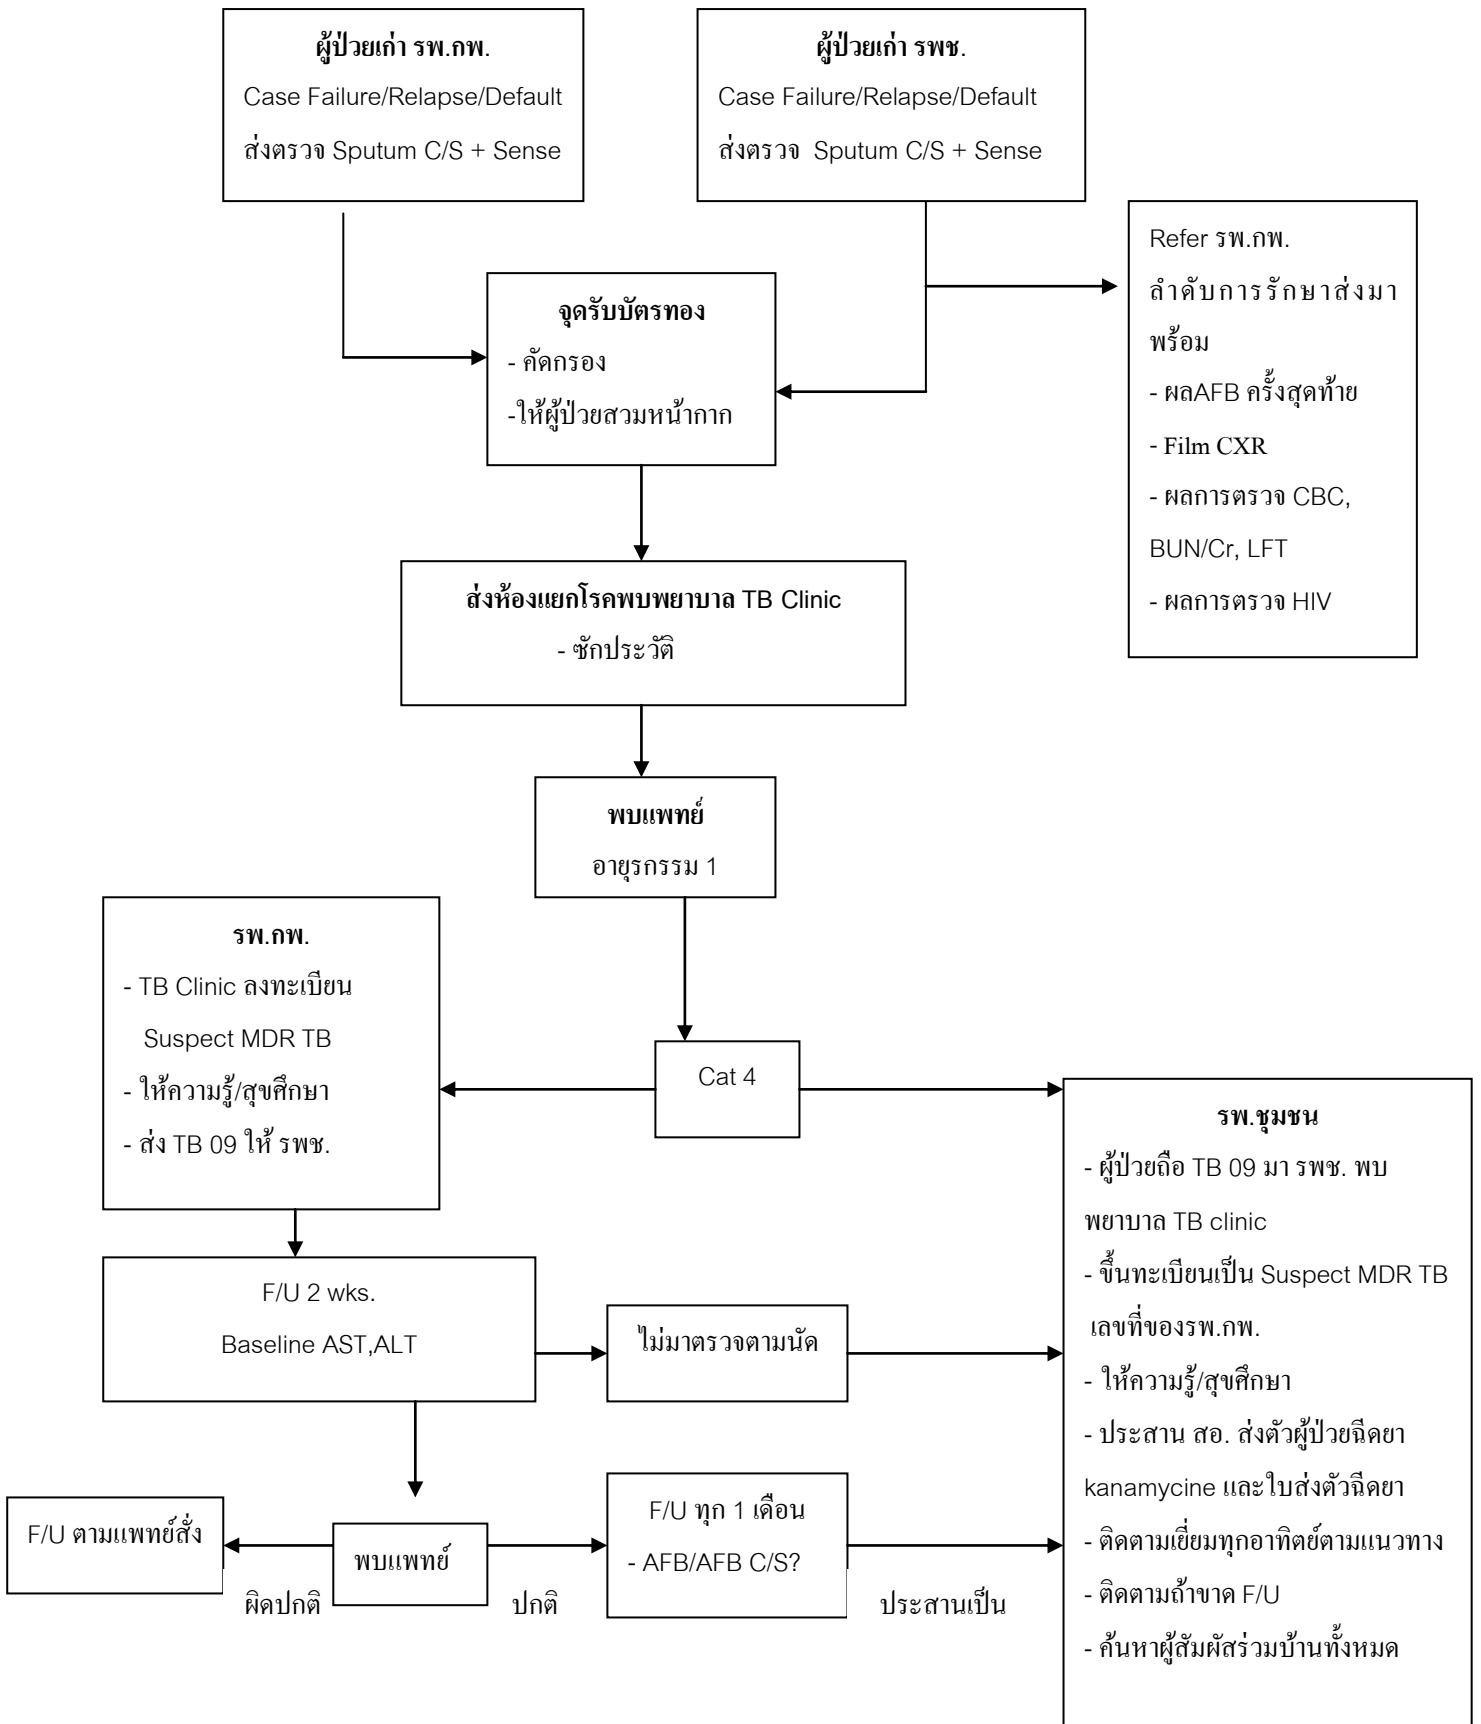 ผู้ป่วยเก่า รพ.กพ.
Case Failure/Relapse/Default
ส่งตรวจ Sputum C/S + Sense
ผู้ป่วยเก่า รพช.
Case Failure/Relapse/Default
ส่งตรวจ Sputum C/S + Sense
Refer รพ.กพ.
ลำดับการรักษาส่งมา
พร้อม
- ผลAFB ครั้งสุดท้าย
- Film CXR
- ผลการตรวจ CBC,
BUN/Cr, LFT
- ผลการตรวจ HIV
จุดรับบัตรทอง
- คัดกรอง
-ให้ผู้ป่วยสวมหน้ากาก
ส่งห้องแยกโรคพบพยาบาล TB Clinic
- ซักประวัติ
พบแพทย์
อายุรกรรม 1
Cat 4
รพ.กพ.
- TB Clinic ลงทะเบียน
Suspect MDR TB
- ให้ความรู้/สุขศึกษา
- ส่ง TB 09 ให้ รพช.
รพ.ชุมชน
- ผู้ป่วยถือ TB 09 มา รพช. พบ
พยาบาล TB clinic
- ขึ้นทะเบียนเป็น Suspect MDR TB
เลขที่ของรพ.กพ.
- ให้ความรู้/สุขศึกษา
- ประสาน สอ. ส่งตัวผู้ป่วยฉีดยา
kanamycine และใบส่งตัวฉีดยา
- ติดตามเยี่ยมทุกอาทิตย์ตามแนวทาง
- ติดตามถ้าขาด F/U
- ค้นหาผู้สัมผัสร่วมบ้านทั้งหมด
F/U 2 wks.
Baseline AST,ALT
ไม่มาตรวจตามนัด
F/U ตามแพทย์สั่ง
ผิดปกติ
พบแพทย์
ปกติ
F/U ทุก 1 เดือน
- AFB/AFB C/S?
ประสานเป็น